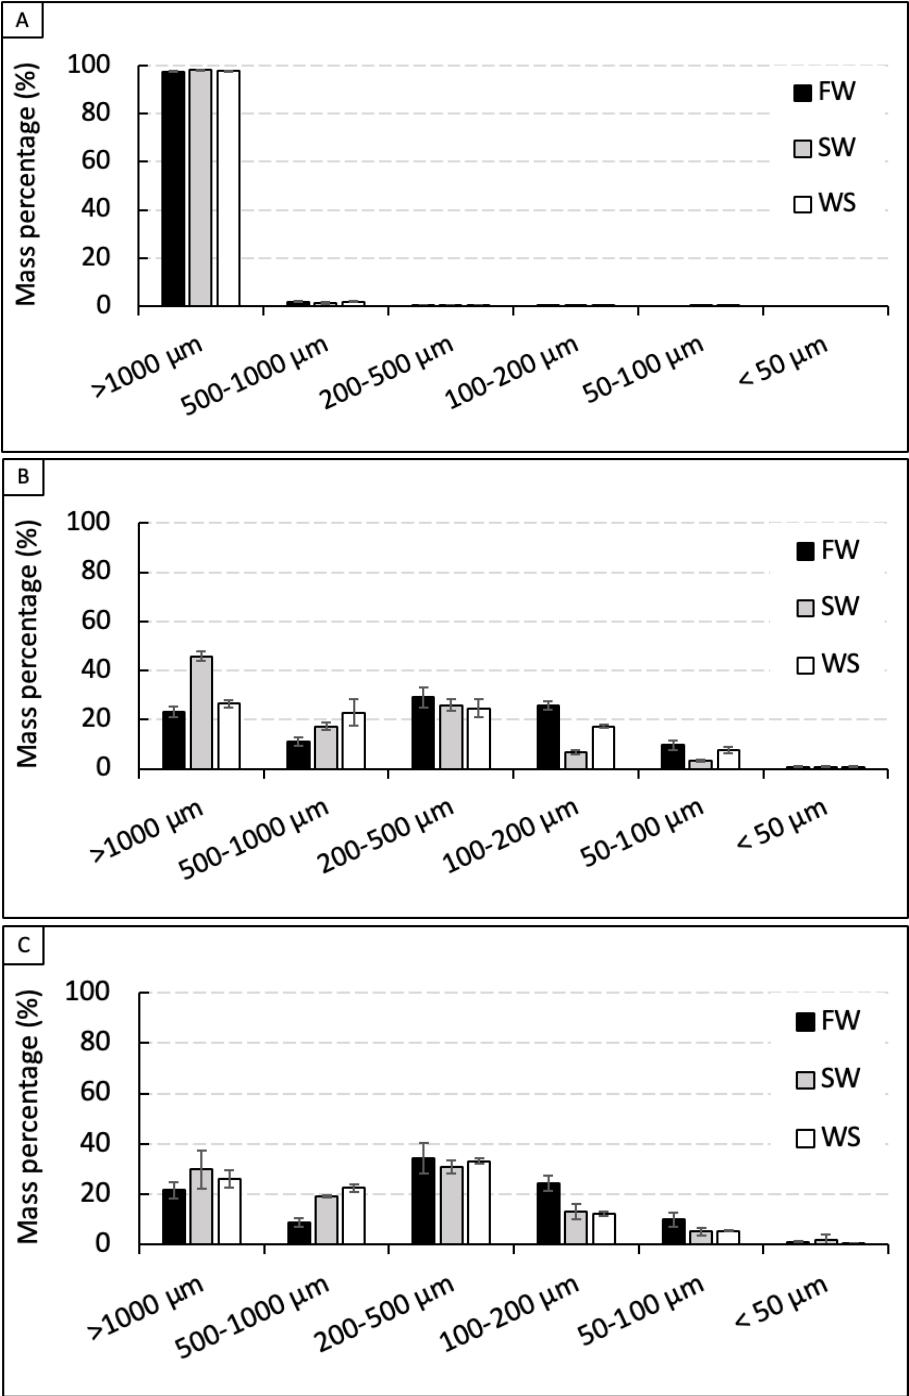 A
Mass percentage (%)
100
80
60
40
20
0
FW
SW
WS
>1000 µm
500-1000 µm
200-500 µm
100-200 µm
50-100 µm
< 50 µm
B
Mass percentage (%)
100
80
60
40
20
0
FW
SW
WS
>1000 µm
500-1000 µm
200-500 µm
100-200 µm
50-100 µm
< 50 µm
C
Mass percentage (%)
100
80
60
40
20
0
FW
SW
WS
>1000 µm
500-1000 µm
200-500 µm
100-200 µm
50-100 µm
< 50 µm